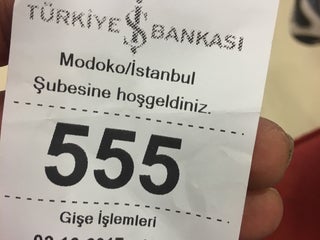 TÜRKİYE İŞ BANKASI
Modoko/İstanbul
Şubesine hoşgeldiniz.
555
Gişe İşlemleri